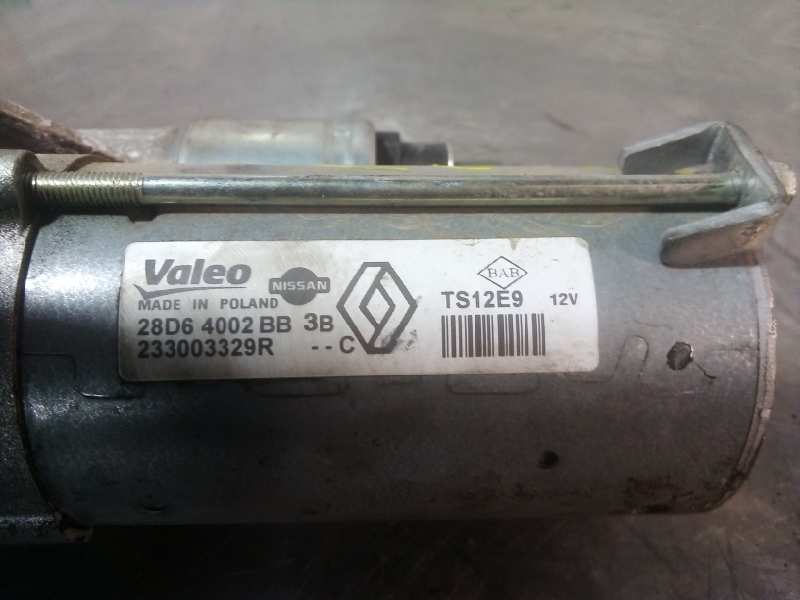 Valeo
NISSAN
MADE IN POLAND
28D6 4002 BB 3B
233003329R --C
BAB
TS12E9 12V